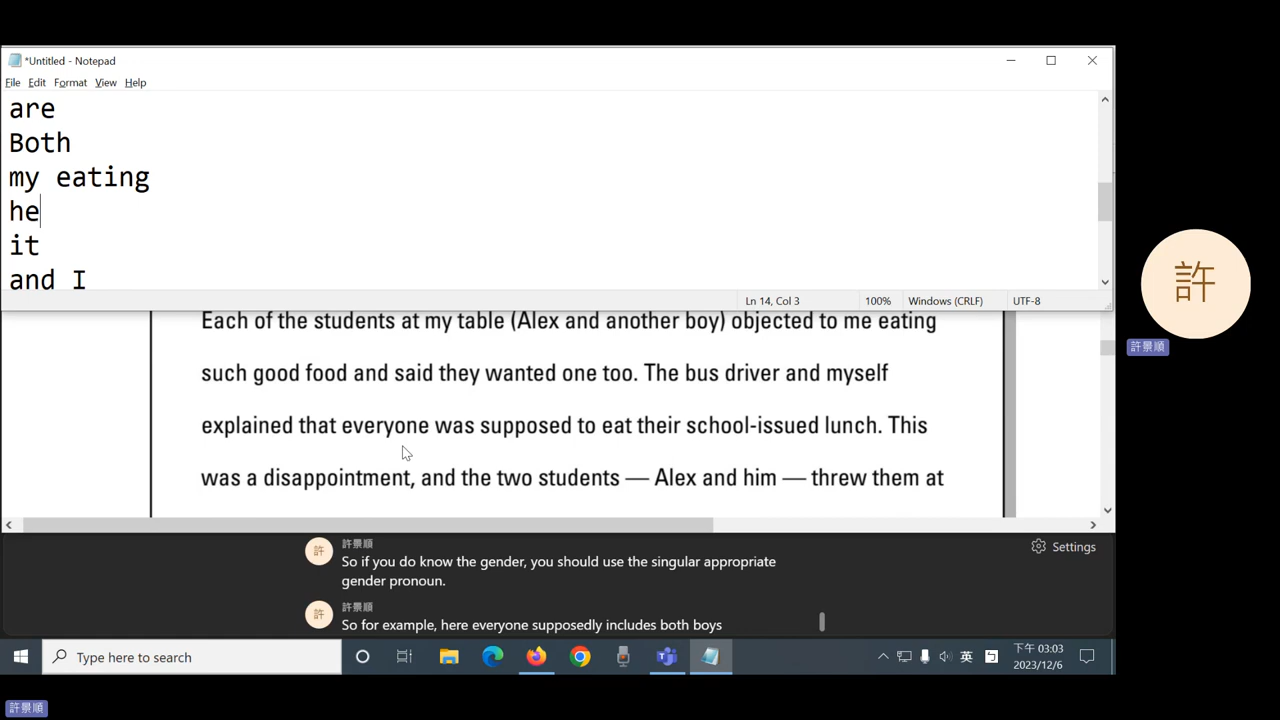 *Untitled - Notepad
File Edit Format View Help
are
Both
my eating
he
it
and I
Ln 14, Col 3 100% Windows (CRLF) UTF-8
Each of the students at my table (Alex and another boy) objected to me eating
such good food and said they wanted one too. The bus driver and myself
explained that everyone was supposed to eat their school-issued lunch. This
was a disappointment, and the two students — Alex and him — threw them at
許
許景順
許
許景順
So if you do know the gender, you should use the singular appropriate
gender pronoun.
Settings
許
許景順
So for example, here everyone supposedly includes both boys
Type here to search
英
下午 03:03
2023/12/6
許景順